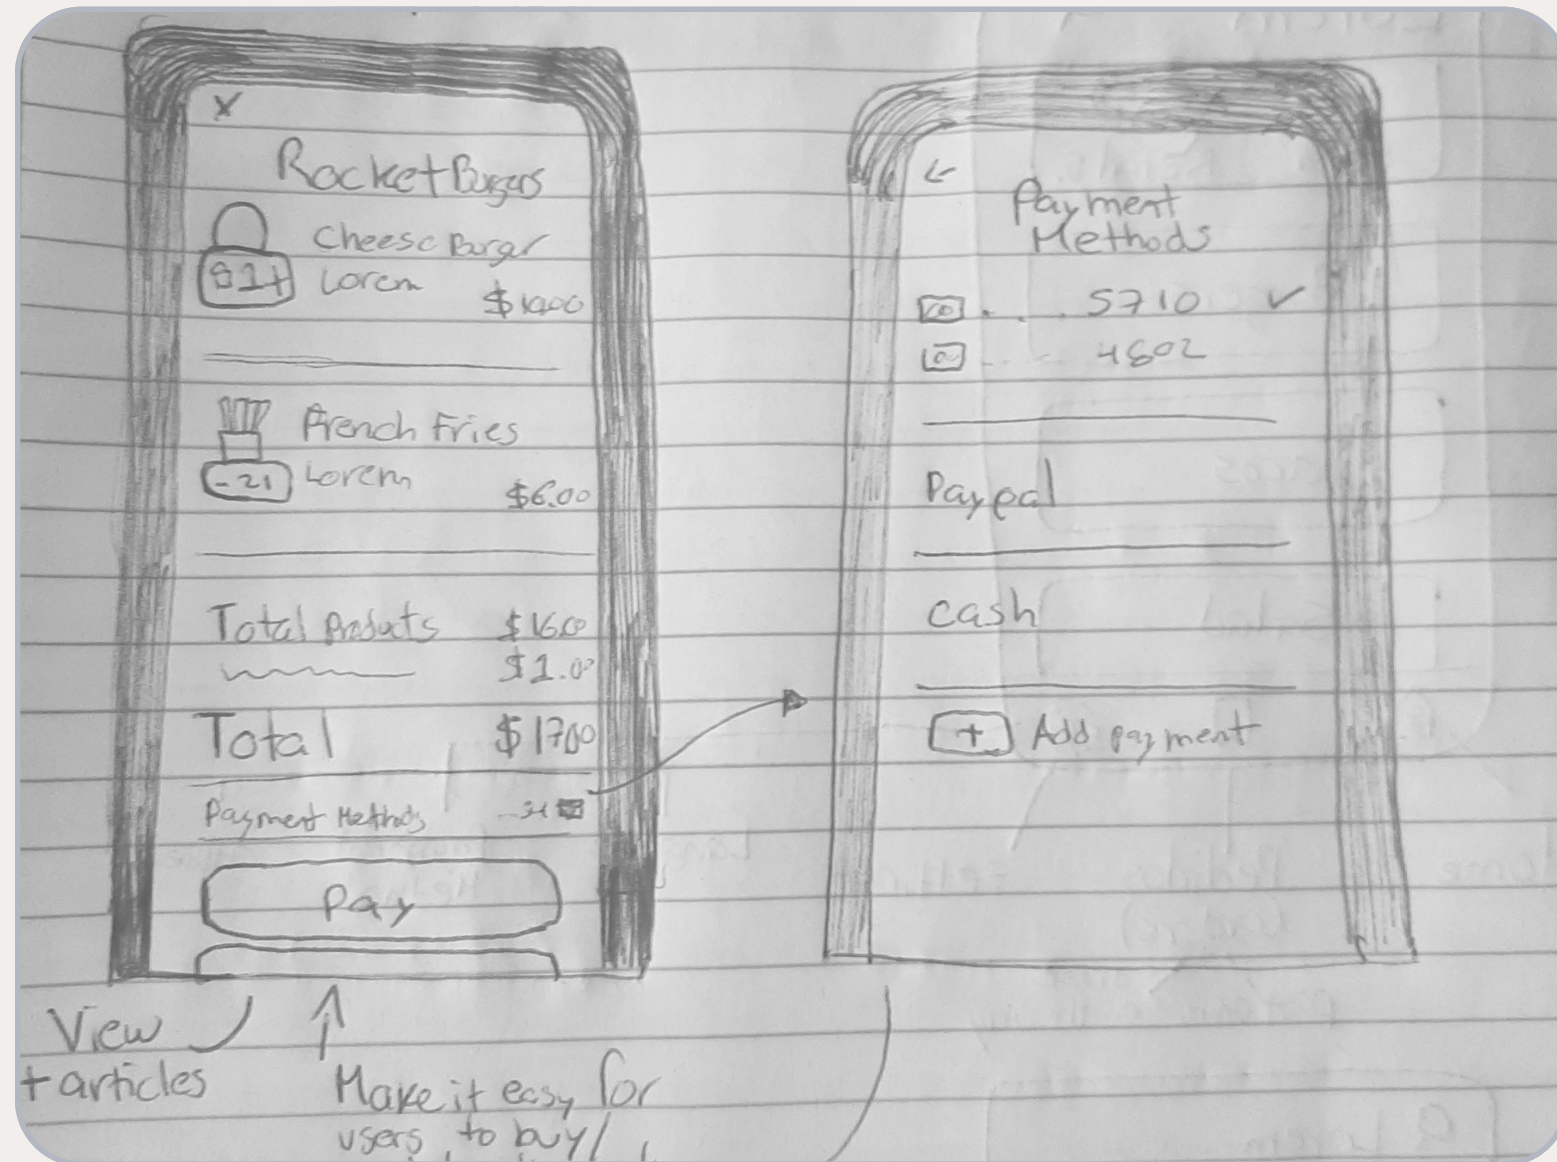 X
Rocket Burgers
Cheese Burger
Lorem
$10.00
French Fries
Lorem
$6.00
Total Products $16.00
$1.00
Total $17.00
Payment Methods
Pay
View
+ articles
Make it easy for
users to buy/
←
Payment
Methods
.... 5710 ✓
.... 4802
Paypal
cash
+ Add payment